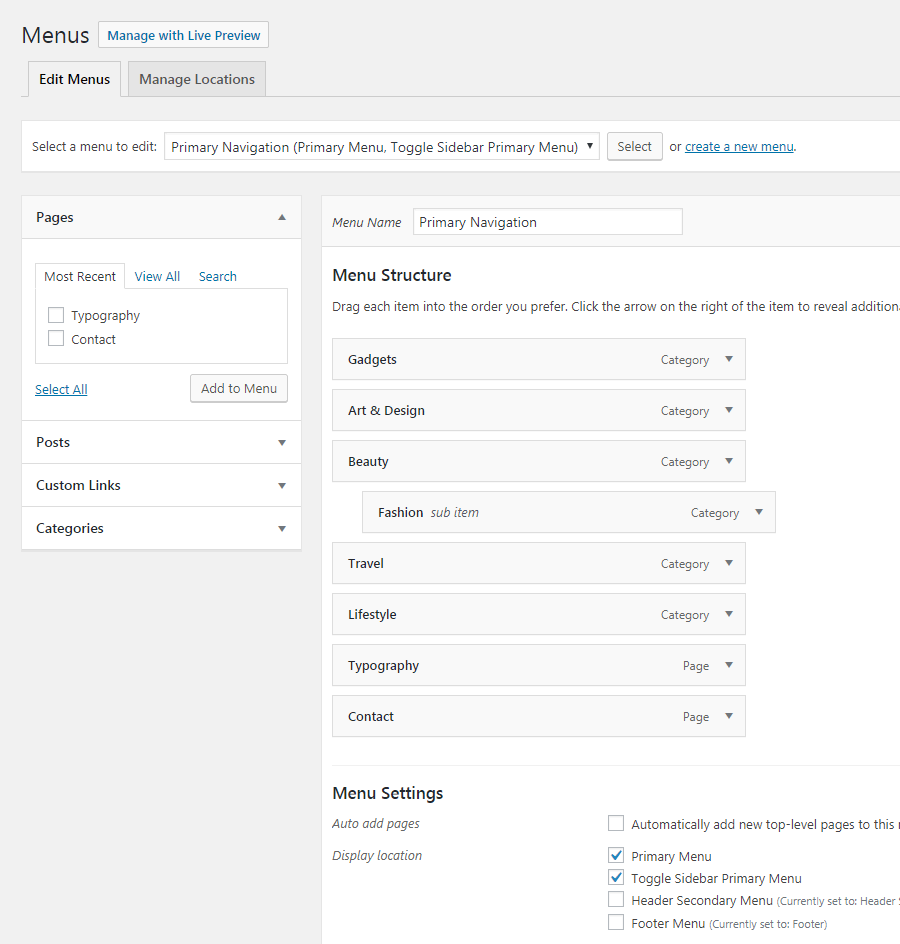 Menus Manage with Live Preview
Edit Menus Manage Locations
Select a menu to edit: Primary Navigation (Primary Menu, Toggle Sidebar Primary Menu) Select or create a new menu.
Pages
Most Recent View All Search
Typography
Contact
Select All Add to Menu
Posts
Custom Links
Categories
Menu Name Primary Navigation
Menu Structure
Drag each item into the order you prefer. Click the arrow on the right of the item to reveal
Gadgets Category
Art & Design Category
Beauty Category
Fashion sub item Category
Travel Category
Lifestyle Category
Typography Page
Contact Page
Menu Settings
Auto add pages Automatically add new top-level pages to this
Display location Primary Menu
Toggle Sidebar Primary Menu
Header Secondary Menu (Currently set to: Header
Footer Menu (Currently set to: Footer)